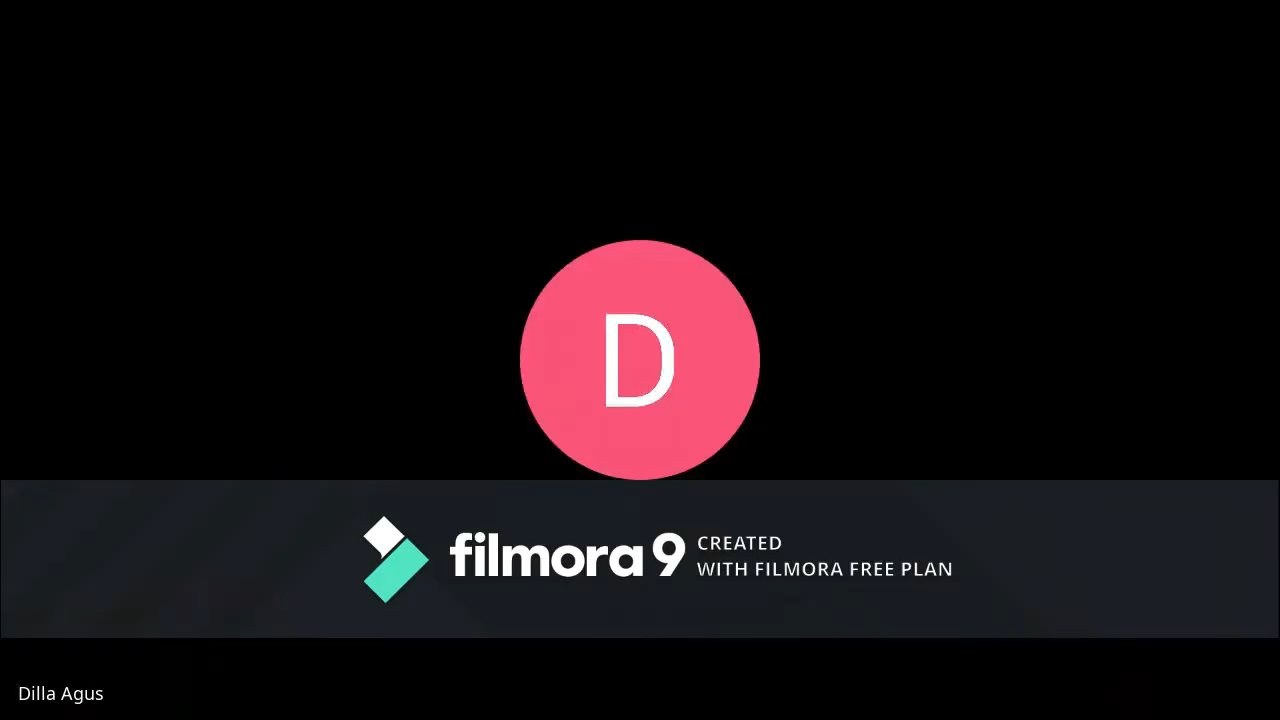 D
filmora 9
CREATED
WITH FILMORA FREE PLAN
Dilla Agus